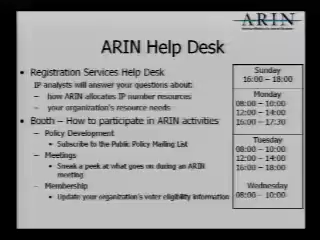 ARIN
ARIN Help Desk
• Registration Services Help Desk
IP analysts will answer your questions about:
– how ARIN allocates IP number resources
– your organization's resource needs
• Booth – How to participate in ARIN activities
– Policy Development
• Subscribe to the Public Policy Mailing List
– Meetings
• Sneak a peek at what goes on during an ARIN
meeting
– Membership
• Update your organization's voter eligibility information
Sunday
16:00 – 18:00
Monday
08:00 – 10:00
12:00 – 14:00
16:00 – 17:30
Tuesday
08:00 – 10:00
12:00 – 14:00
16:00 – 18:00
Wednesday
08:00 – 10:00